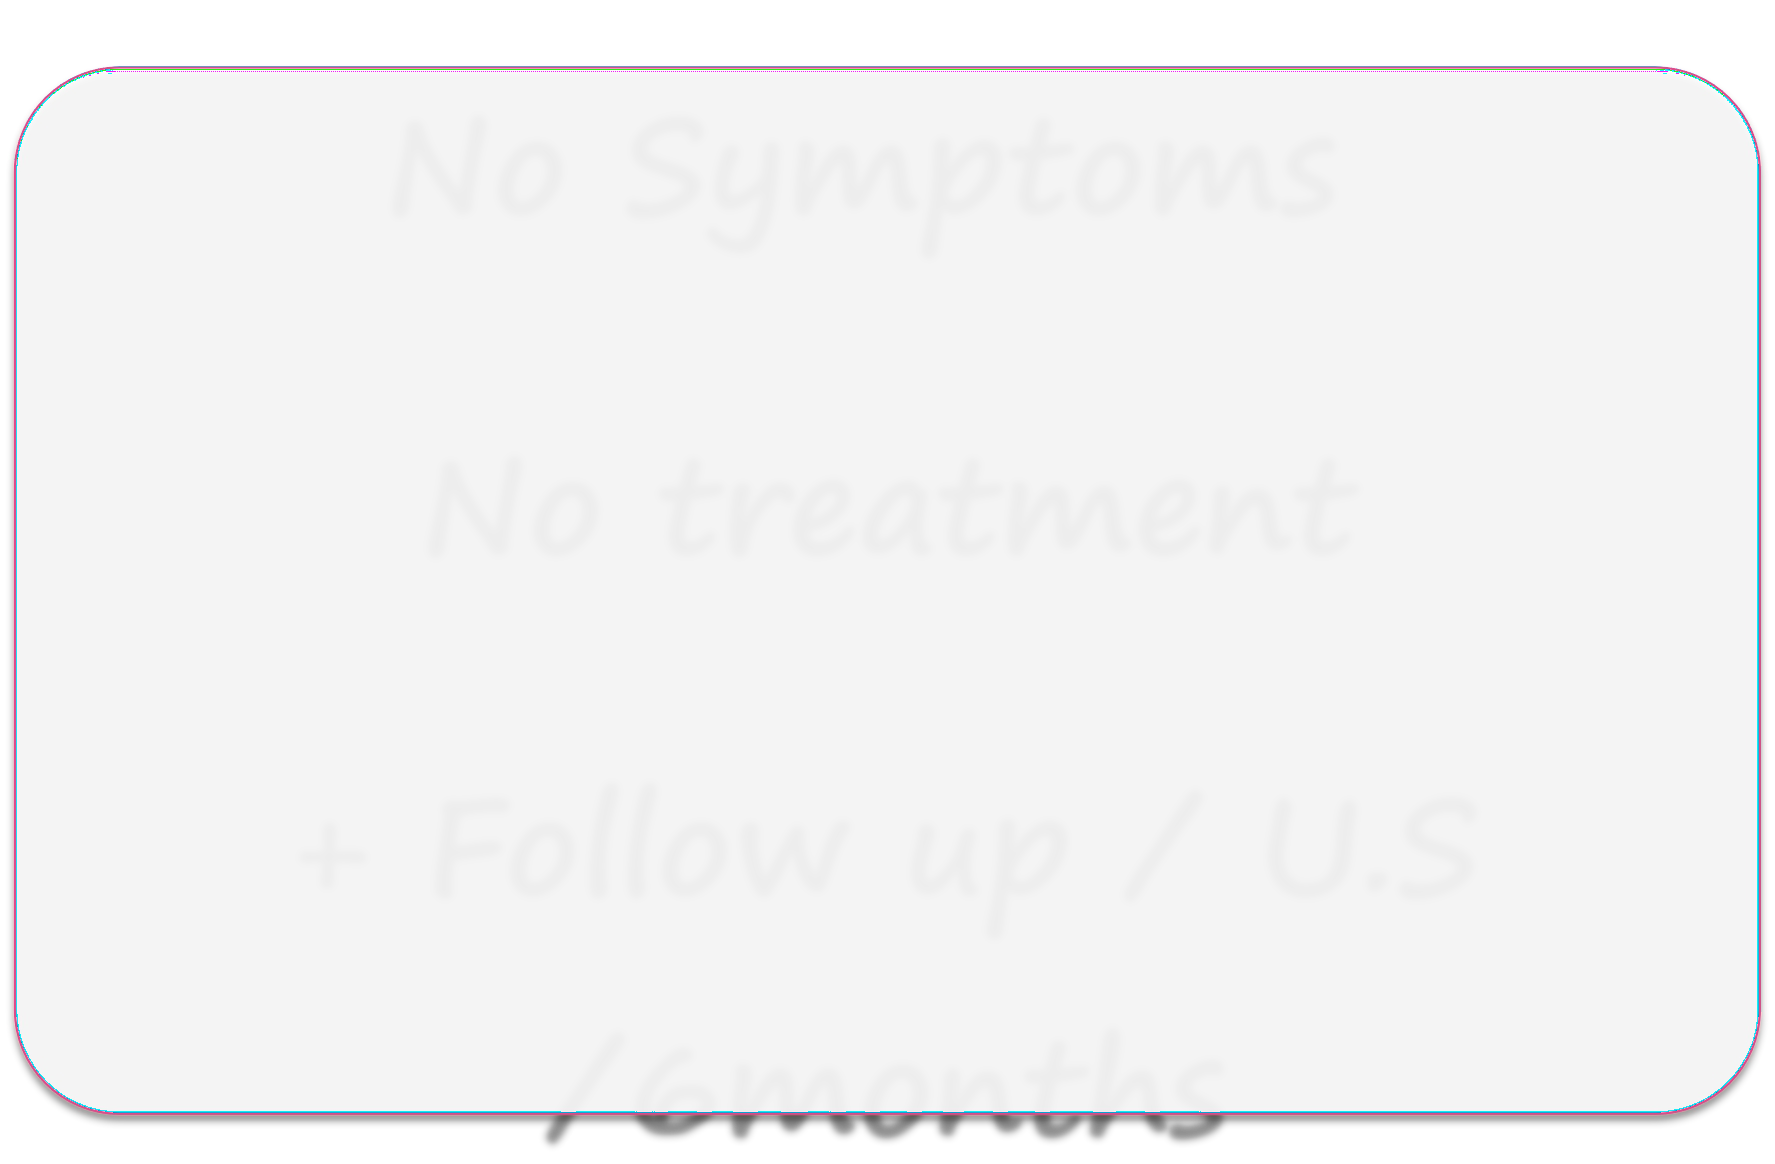 No Symptoms
No treatment
+ Follow up / U.S
/6months